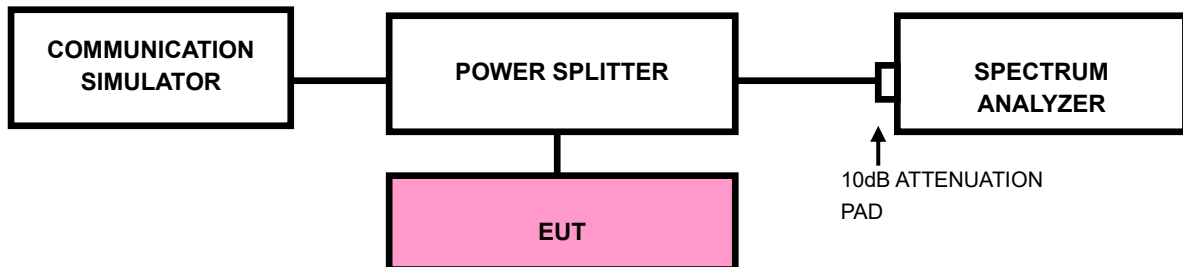 COMMUNICATION
SIMULATOR
POWER SPLITTER
SPECTRUM
ANALYZER
10dB ATTENUATION
PAD
EUT